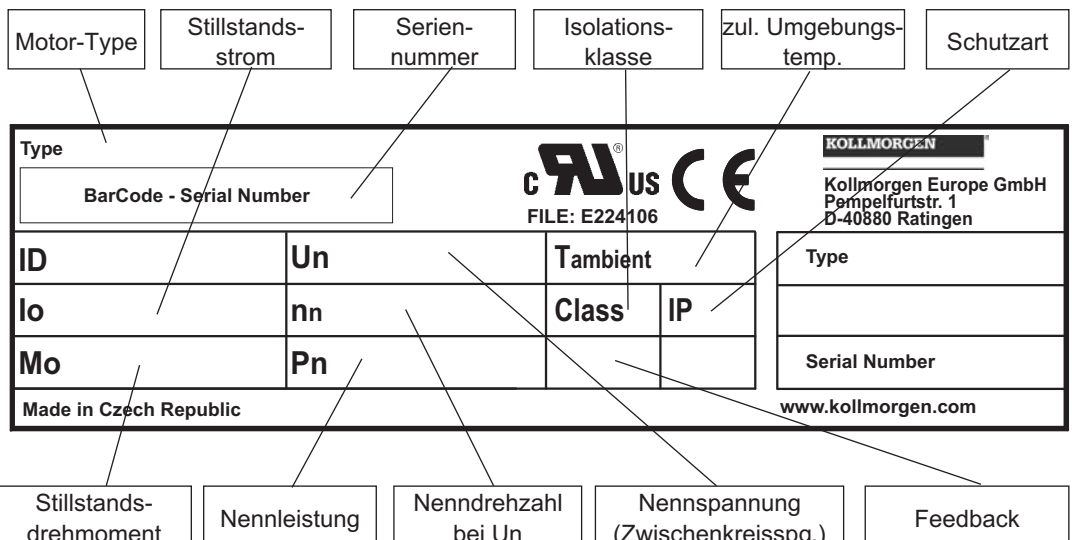 Motor-Type
Stillstands-
strom
Serien-
nummer
Isolations-
klasse
zul. Umgebungs-
temp.
Schutzart
Type
BarCode - Serial Number
c RU ® US CE
FILE: E224106
KOLLMORGEN
Kollmorgen Europe GmbH
Pempelfurtstr. 1
D-40880 Ratingen
ID
Un
Tambient
Type
Io
nn
Class
IP
Mo
Pn
Serial Number
Made in Czech Republic
www.kollmorgen.com
Stillstands-
drehmoment
Nennleistung
Nenndrehzahl
bei Un
Nennspannung
(Zwischenkreisspg.)
Feedback